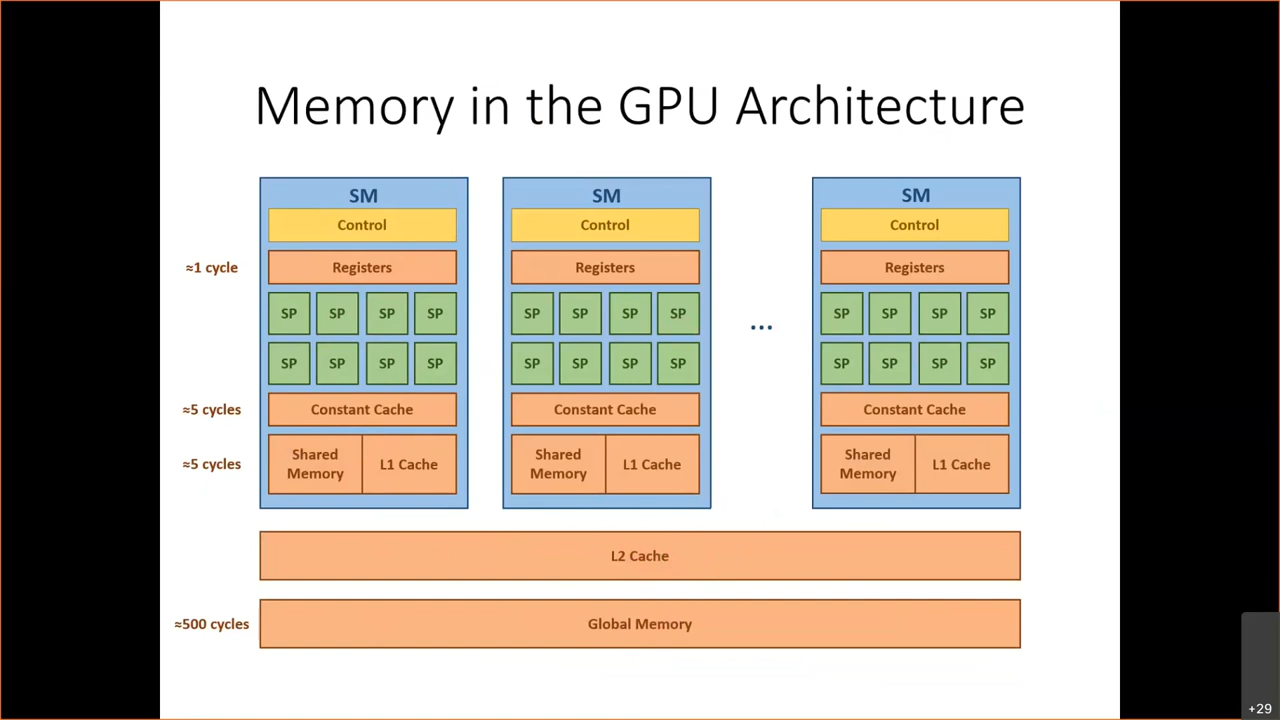 Memory in the GPU Architecture
SM SM SM
Control Control Control
≈1 cycle Registers Registers Registers
SP SP SP SP SP SP SP SP SP SP SP SP
...
SP SP SP SP SP SP SP SP SP SP SP SP
≈5 cycles Constant Cache Constant Cache Constant Cache
≈5 cycles Shared Memory L1 Cache Shared Memory L1 Cache Shared Memory L1 Cache
L2 Cache
≈500 cycles Global Memory
+29